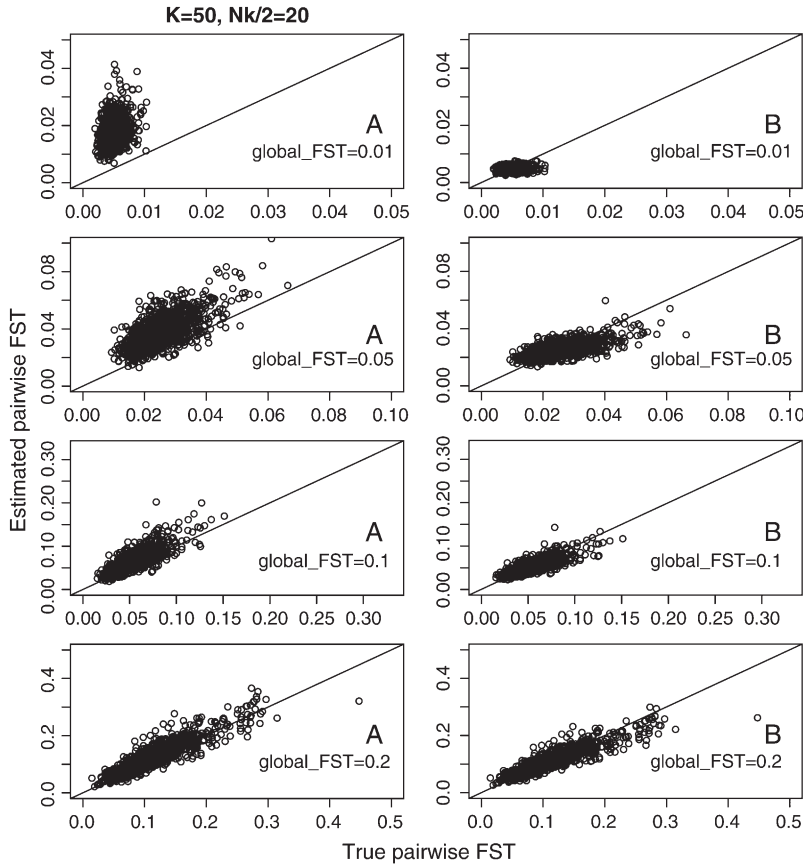 K=50, Nk/2=20
0.00 0.02 0.04
A
global_FST=0.01
0.00 0.01 0.02 0.03 0.04 0.05
B
global_FST=0.01
0.00 0.02 0.04
0.00 0.01 0.02 0.03 0.04 0.05
0.00 0.04 0.08
A
global_FST=0.05
0.00 0.02 0.04 0.06 0.08 0.10
0.00 0.04 0.08
B
global_FST=0.05
0.00 0.02 0.04 0.06 0.08 0.10
Estimated pairwise FST
0.00 0.10 0.20 0.30
A
global_FST=0.1
0.00 0.05 0.10 0.15 0.20 0.25 0.30
0.00 0.10 0.20 0.30
B
global_FST=0.1
0.00 0.05 0.10 0.15 0.20 0.25 0.30
0.0 0.2 0.4
A
global_FST=0.2
0.0 0.1 0.2 0.3 0.4 0.5
0.0 0.2 0.4
B
global_FST=0.2
0.0 0.1 0.2 0.3 0.4 0.5
True pairwise FST